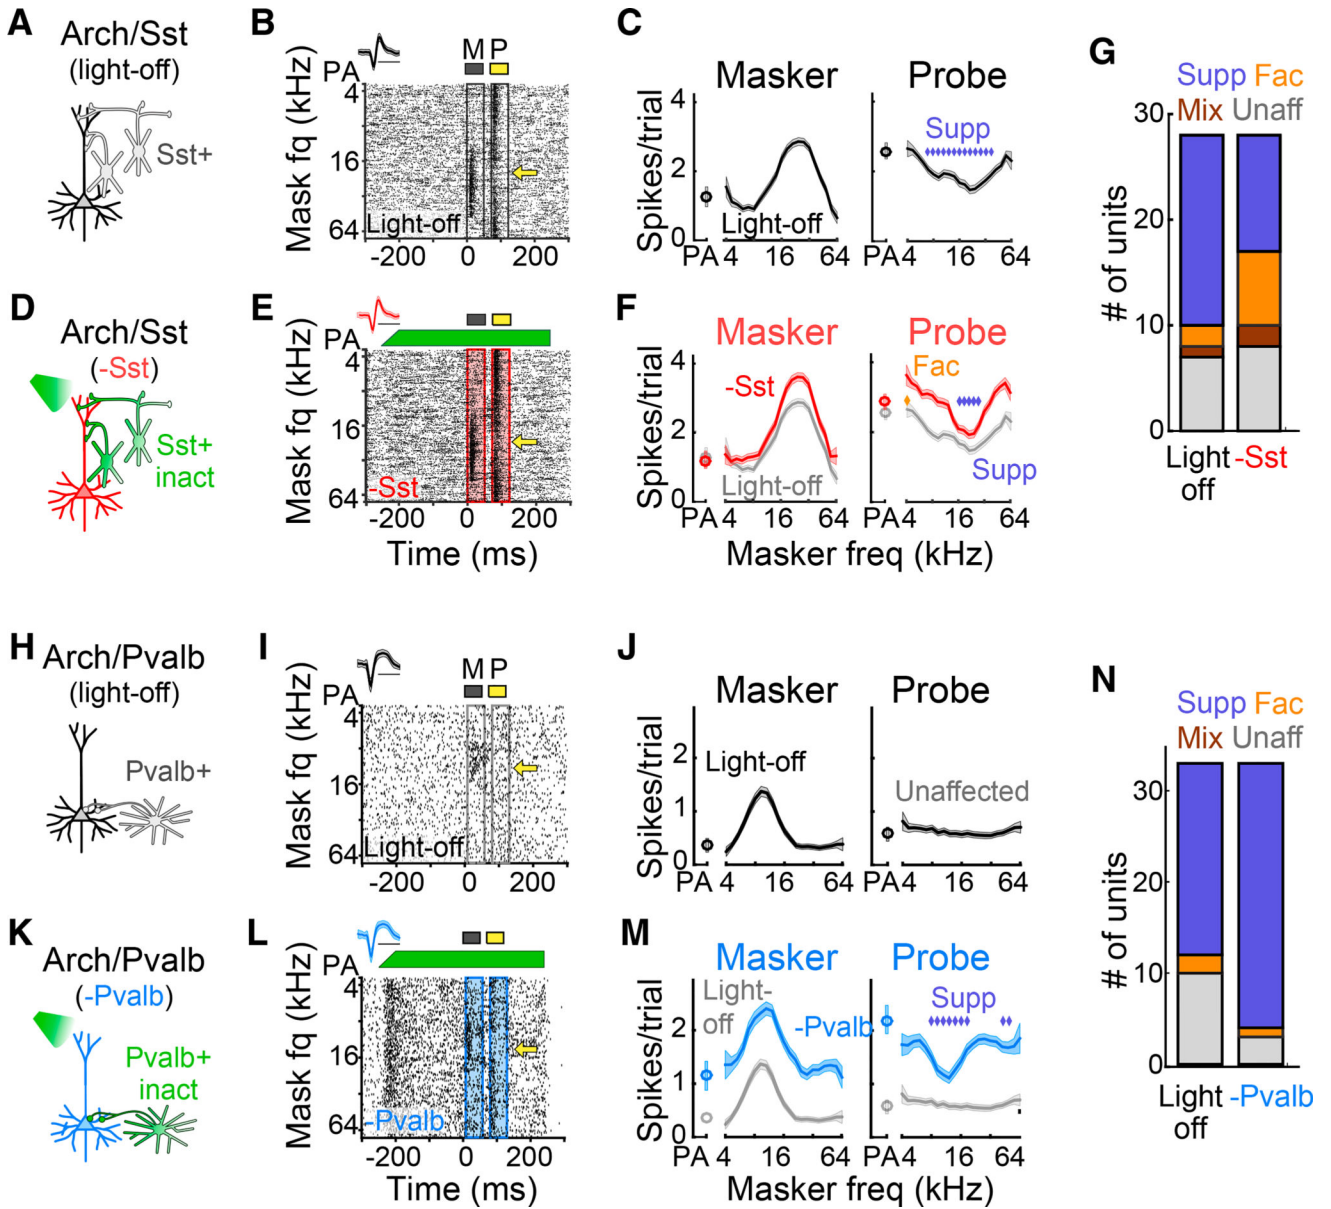 A
Arch/Sst
(light-off)
Sst+
B
M P
PA
4
16
64
Mask fq (kHz)
Light-off
-200 0 200
C
Masker Probe
Spikes/trial
4
2
0
Supp
Light-off
PA 4 16 64 PA 4 16 64
G
Supp Fac
Mix Unaff
30
20
10
0
# of units
Light off
-Sst
D
Arch/Sst
(-Sst)
Sst+
inact
E
PA
4
16
64
Mask fq (kHz)
-Sst
-200 0 200
Time (ms)
F
Masker Probe
Spikes/trial
4
2
0
-Sst
Light-off
Fac
Supp
PA 4 16 64 PA 4 16 64
Masker freq (kHz)
H
Arch/Pvalb
(light-off)
Pvalb+
I
M P
PA
4
16
64
Mask fq (kHz)
Light-off
-200 0 200
J
Masker Probe
Spikes/trial
2
1
0
Light-off
Unaffected
PA 4 16 64 PA 4 16 64
N
Supp Fac
Mix Unaff
30
20
10
0
# of units
Light off
-Pvalb
K
Arch/Pvalb
(-Pvalb)
Pvalb+
inact
L
PA
4
16
64
Mask fq (kHz)
-Pvalb
-200 0 200
Time (ms)
M
Masker Probe
Spikes/trial
2
1
0
Light-
off
-Pvalb
Supp
PA 4 16 64 PA 4 16 64
Masker freq (kHz)